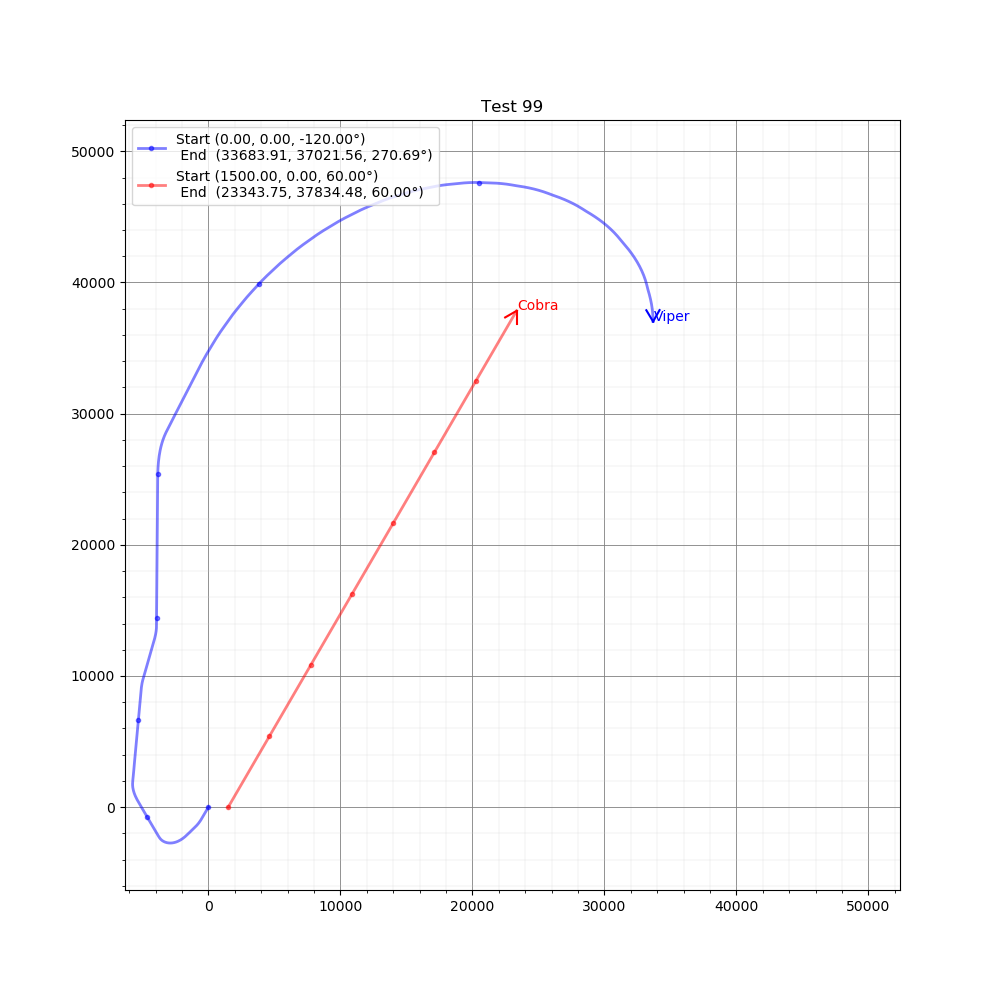 Test 99
Start (0.00, 0.00, -120.00°)
End (33683.91, 37021.56, 270.69°)
Start (1500.00, 0.00, 60.00°)
End (23343.75, 37834.48, 60.00°)
50000
40000
30000
20000
10000
0
Cobra
Viper
0 10000 20000 30000 40000 50000